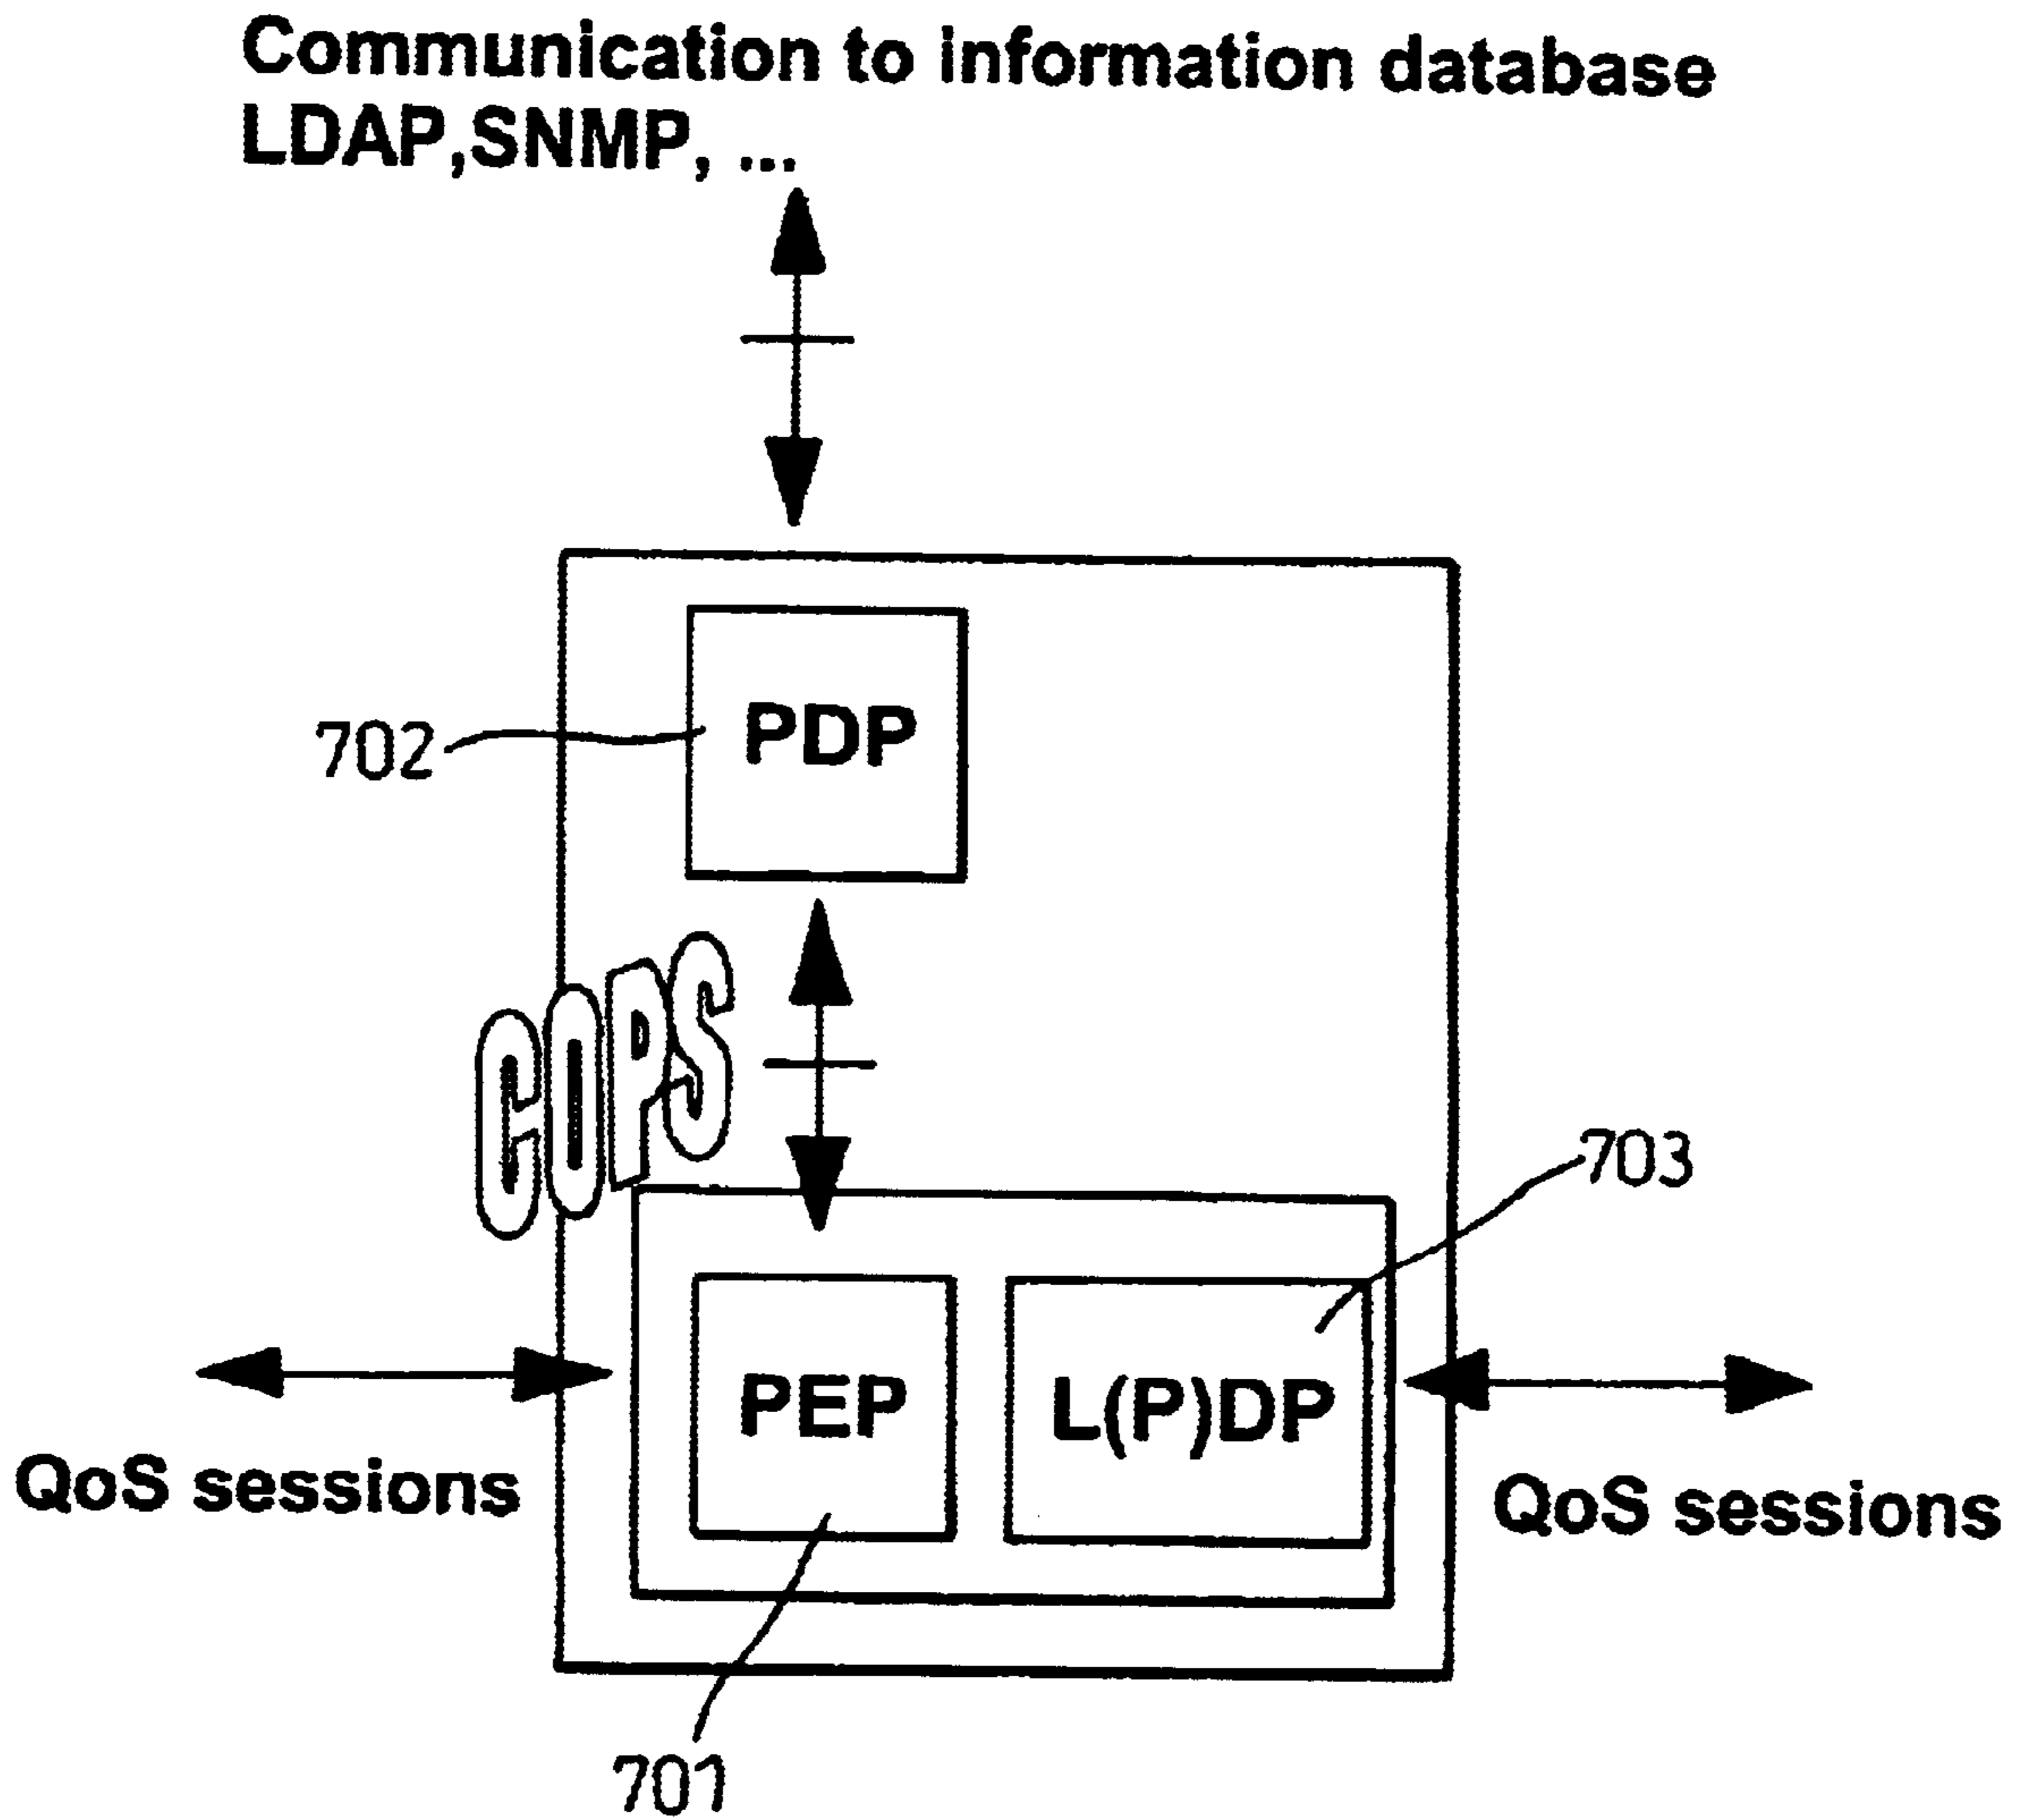 Communication to information database
LDAP,SNMP, ...
702
PDP
COPS
703
PEP
L(P)DP
QoS sessions
QoS sessions
701